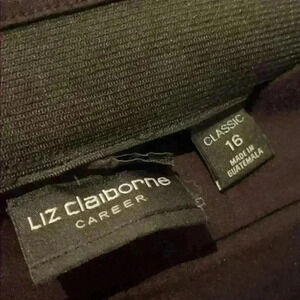 LIZ claiborne
CAREER
CLASSIC
16
MADE IN
GUATEMALA